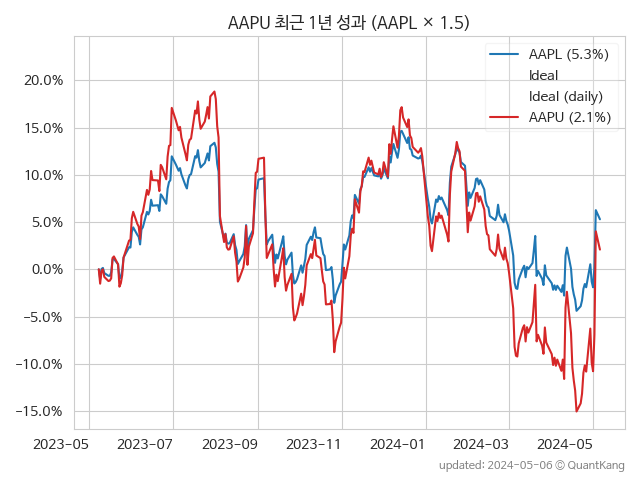 AAPU 최근 1년 성과 (AAPL × 1.5)
AAPL (5.3%)
Ideal
Ideal (daily)
AAPU (2.1%)
20.0%
15.0%
10.0%
5.0%
0.0%
−5.0%
−10.0%
−15.0%
2023-05 2023-07 2023-09 2023-11 2024-01 2024-03 2024-05
updated: 2024-05-06 © QuantKang